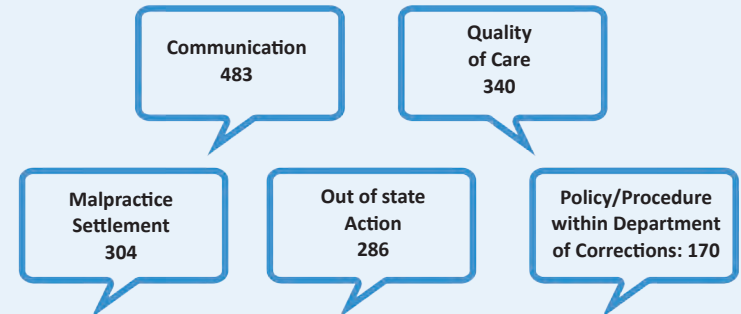 Communication
483
Quality
of Care
340
Malpractice
Settlement
304
Out of state
Action
286
Policy/Procedure
within Department
of Corrections: 170